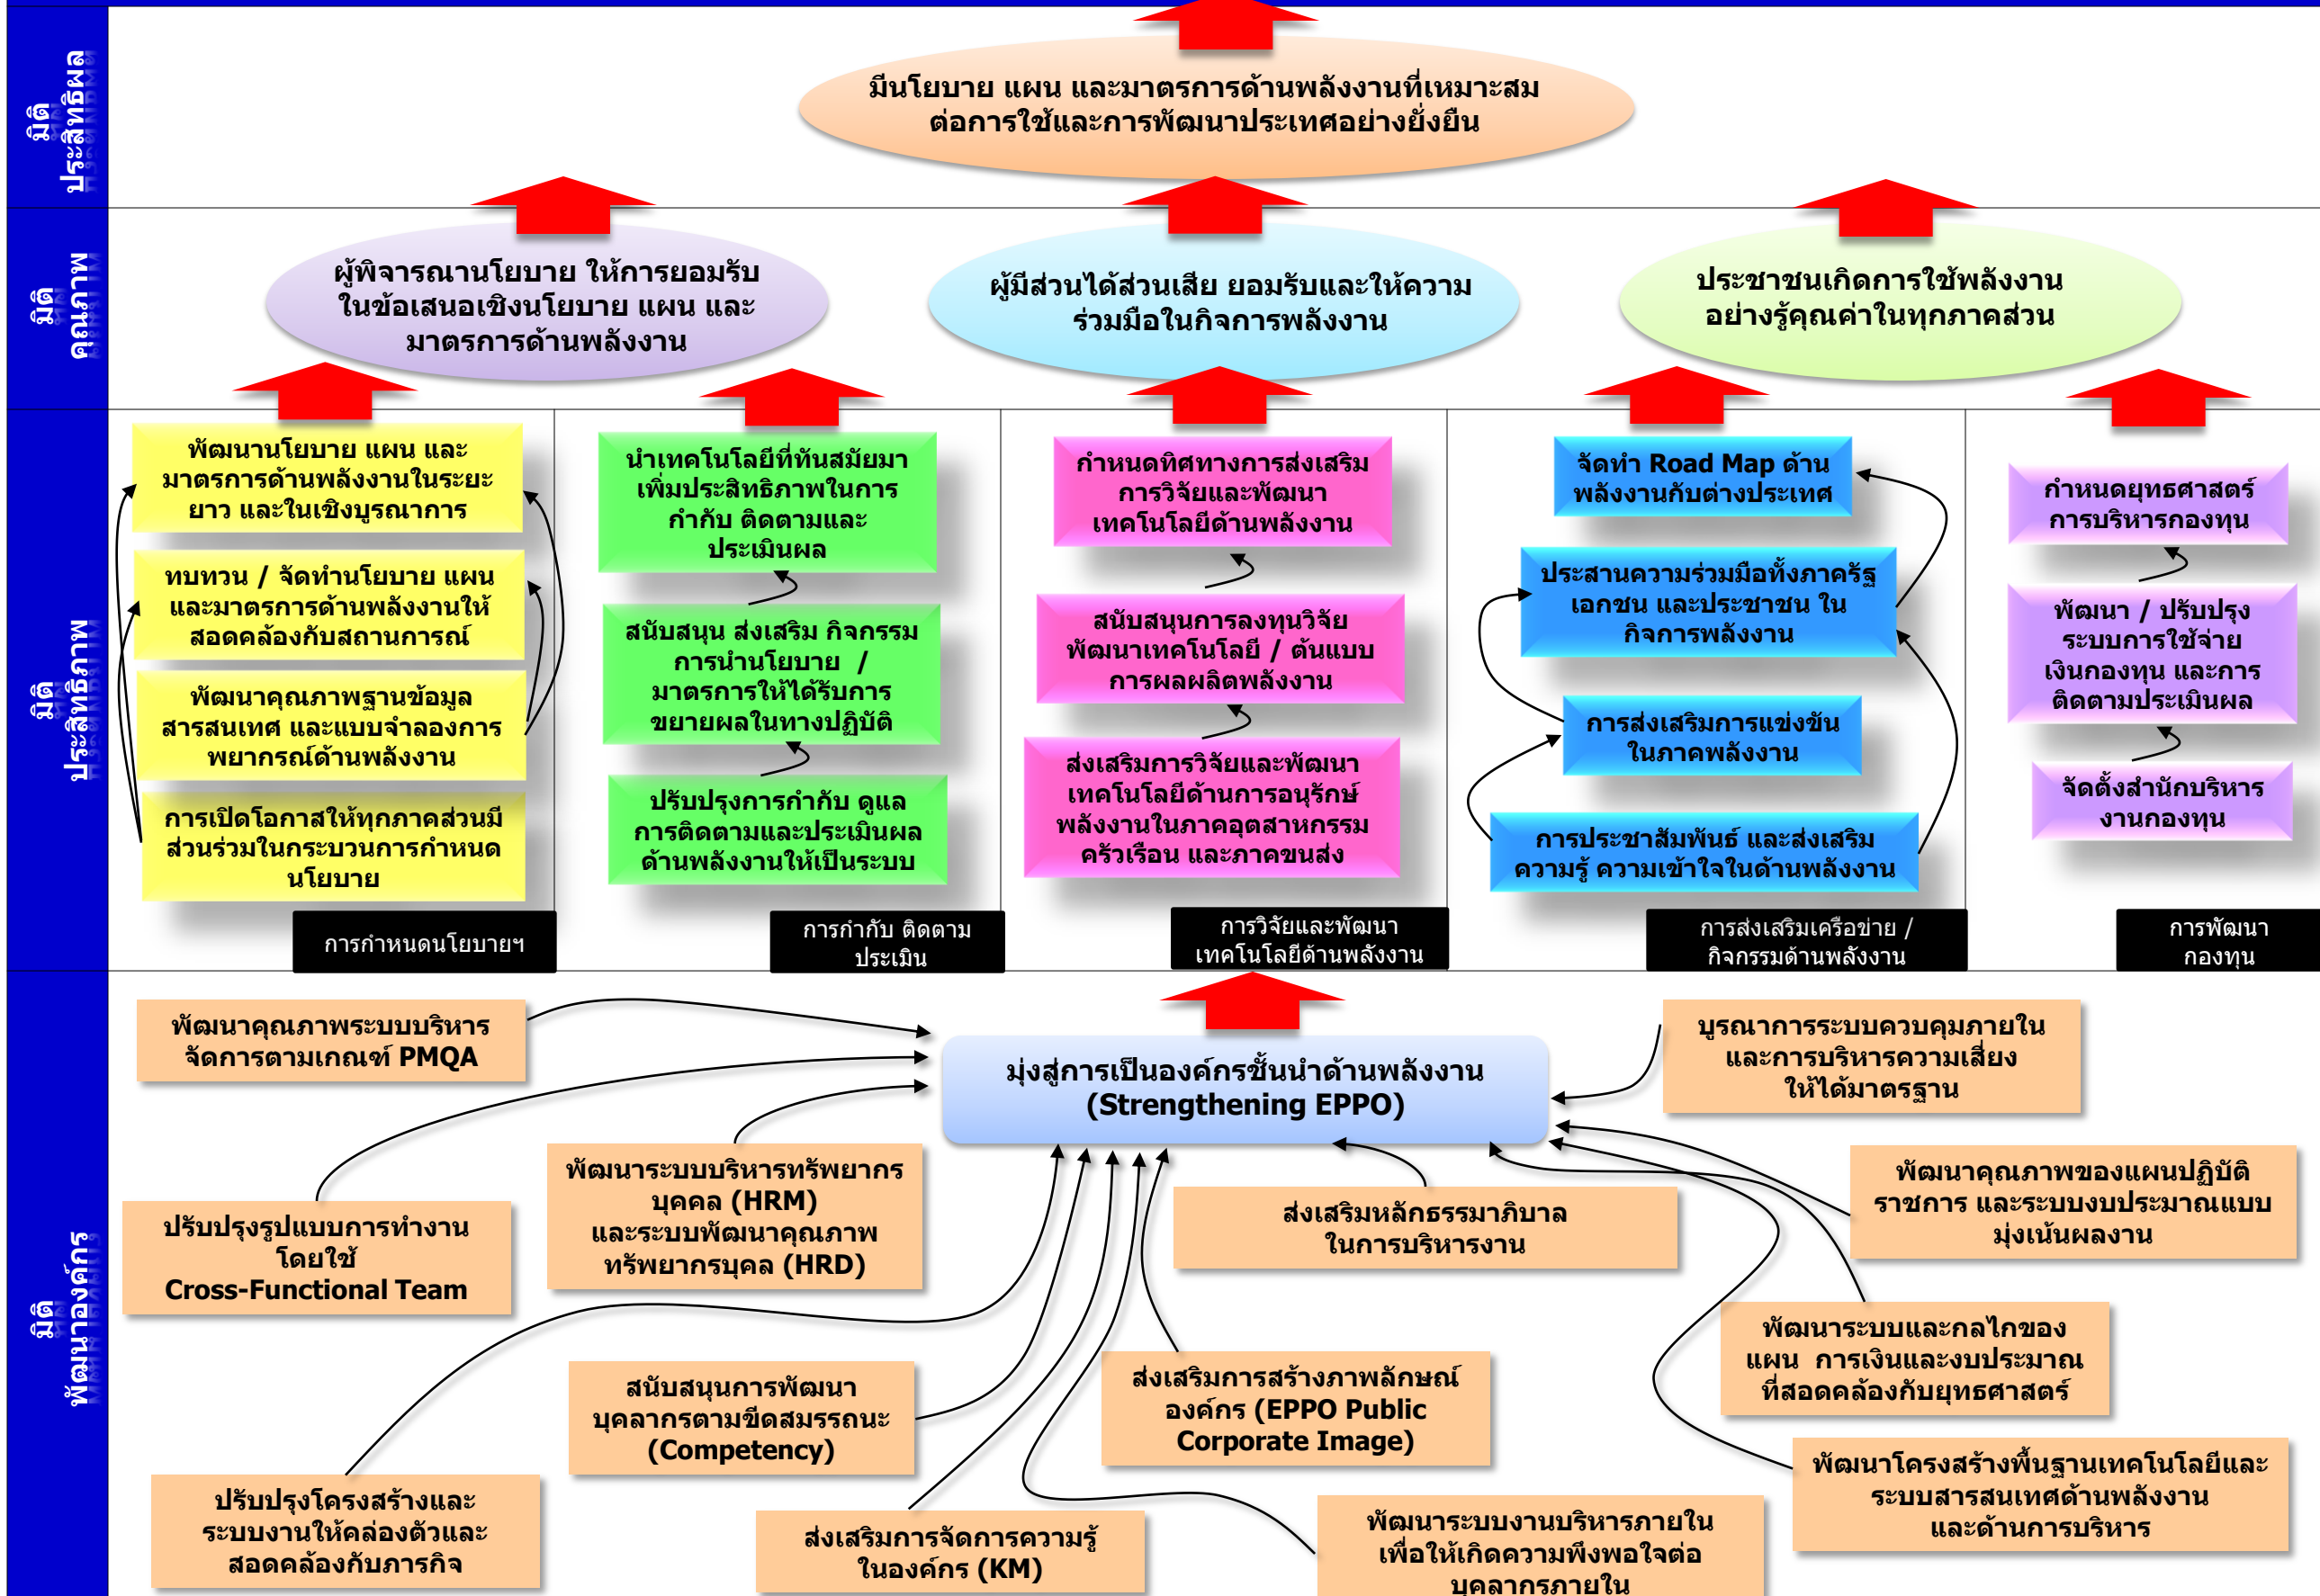 มิติ
ประสิทธิผล
มีนโยบาย แผน และมาตรการด้านพลังงานที่เหมาะสม
ต่อการใช้และการพัฒนาประเทศอย่างยั่งยืน
มิติ
คุณภาพ
ผู้พิจารณานโยบาย ให้การยอมรับ
ในข้อเสนอเชิงนโยบาย แผน และ
มาตรการด้านพลังงาน
ผู้มีส่วนได้ส่วนเสีย ยอมรับและให้ความ
ร่วมมือในกิจการพลังงาน
ประชาชนเกิดการใช้พลังงาน
อย่างรู้คุณค่าในทุกภาคส่วน
มิติ
ประสิทธิภาพ
พัฒนานโยบาย แผน และ
มาตรการด้านพลังงานในระยะ
ยาว และในเชิงบูรณาการ
ทบทวน / จัดทำนโยบาย แผน
และมาตรการด้านพลังงานให้
สอดคล้องกับสถานการณ์
พัฒนาคุณภาพฐานข้อมูล
สารสนเทศ และแบบจำลองการ
พยากรณ์ด้านพลังงาน
การเปิดโอกาสให้ทุกภาคส่วนมี
ส่วนร่วมในกระบวนการกำหนด
นโยบาย
การกำหนดนโยบายฯ
นำเทคโนโลยีที่ทันสมัยมา
เพิ่มประสิทธิภาพในการ
กำกับ ติดตามและ
ประเมินผล
สนับสนุน ส่งเสริม กิจกรรม
การนำนโยบาย /
มาตรการให้ได้รับการ
ขยายผลในทางปฏิบัติ
ปรับปรุงการกำกับ ดูแล
การติดตามและประเมินผล
ด้านพลังงานให้เป็นระบบ
การกำกับ ติดตาม
ประเมิน
กำหนดทิศทางการส่งเสริม
การวิจัยและพัฒนา
เทคโนโลยีด้านพลังงาน
สนับสนุนการลงทุนวิจัย
พัฒนาเทคโนโลยี / ต้นแบบ
การผลผลิตพลังงาน
ส่งเสริมการวิจัยและพัฒนา
เทคโนโลยีด้านการอนุรักษ์
พลังงานในภาคอุตสาหกรรม
ครัวเรือน และภาคขนส่ง
การวิจัยและพัฒนา
เทคโนโลยีด้านพลังงาน
จัดทำ Road Map ด้าน
พลังงานกับต่างประเทศ
ประสานความร่วมมือทั้งภาครัฐ
เอกชน และประชาชน ใน
กิจการพลังงาน
การส่งเสริมการแข่งขัน
ในภาคพลังงาน
การประชาสัมพันธ์ และส่งเสริม
ความรู้ ความเข้าใจในด้านพลังงาน
การส่งเสริมเครือข่าย /
กิจกรรมด้านพลังงาน
กำหนดยุทธศาสตร์
การบริหารกองทุน
พัฒนา / ปรับปรุง
ระบบการใช้จ่าย
เงินกองทุน และการ
ติดตามประเมินผล
จัดตั้งสำนักบริหาร
งานกองทุน
การพัฒนา
กองทุน
มิติ
พัฒนาองค์กร
พัฒนาคุณภาพระบบบริหาร
จัดการตามเกณฑ์ PMQA
มุ่งสู่การเป็นองค์กรชั้นนำด้านพลังงาน
(Strengthening EPPO)
บูรณาการระบบควบคุมภายใน
และการบริหารความเสี่ยง
ให้ได้มาตรฐาน
ปรับปรุงรูปแบบการทำงาน
โดยใช้
Cross-Functional Team
พัฒนาระบบบริหารทรัพยากร
บุคคล (HRM)
และระบบพัฒนาคุณภาพ
ทรัพยากรบุคล (HRD)
ส่งเสริมหลักธรรมาภิบาล
ในการบริหารงาน
พัฒนาคุณภาพของแผนปฏิบัติ
ราชการ และระบบงบประมาณแบบ
มุ่งเน้นผลงาน
พัฒนาระบบและกลไกของ
แผน การเงินและงบประมาณ
ที่สอดคล้องกับยุทธศาสตร์
สนับสนุนการพัฒนา
บุคลากรตามขีดสมรรถนะ
(Competency)
ส่งเสริมการสร้างภาพลักษณ์
องค์กร (EPPO Public
Corporate Image)
พัฒนาโครงสร้างพื้นฐานเทคโนโลยีและ
ระบบสารสนเทศด้านพลังงาน
และด้านการบริหาร
ปรับปรุงโครงสร้างและ
ระบบงานให้คล่องตัวและ
สอดคล้องกับภารกิจ
ส่งเสริมการจัดการความรู้
ในองค์กร (KM)
พัฒนาระบบงานบริหารภายใน
เพื่อให้เกิดความพึงพอใจต่อ
บุคลากรภายใน